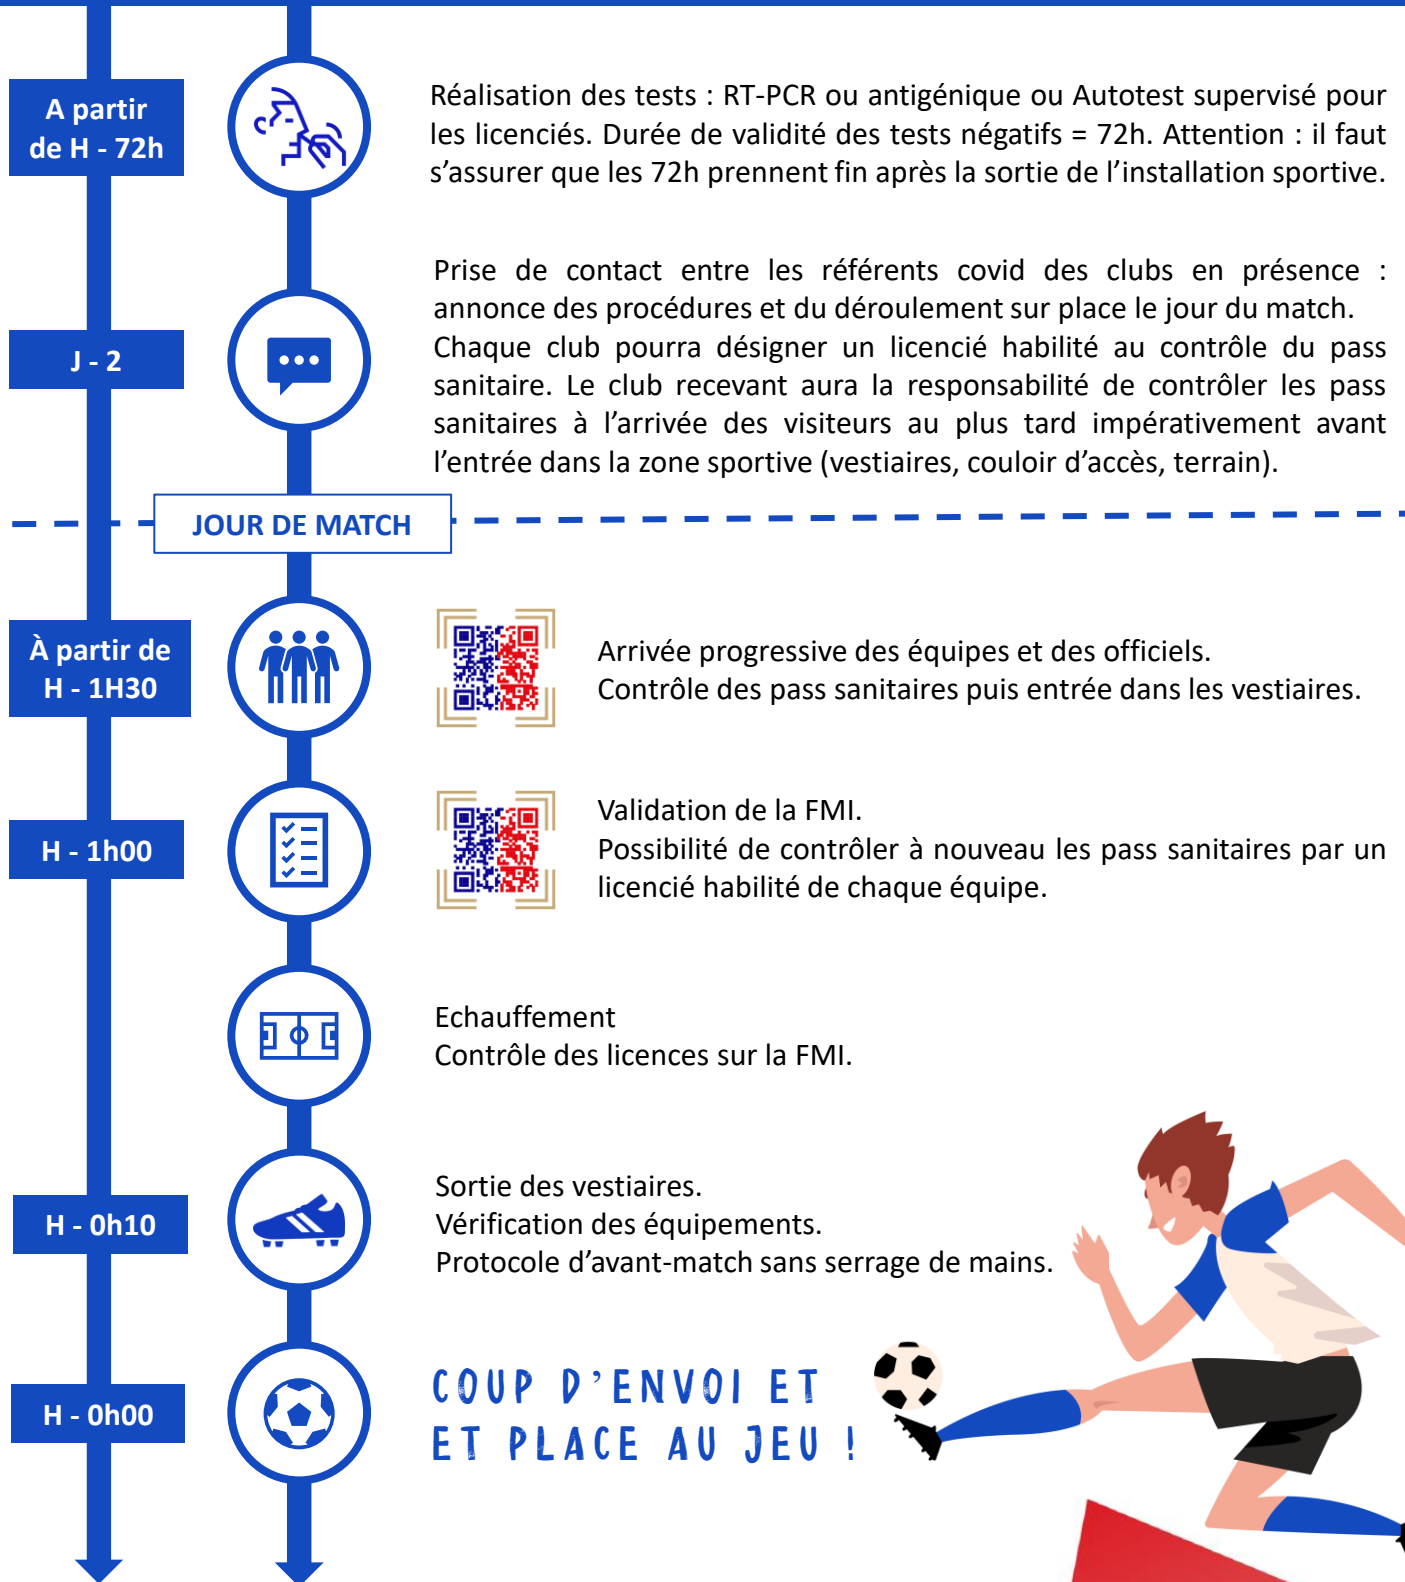 A partir
de H - 72h
Réalisation des tests : RT-PCR ou antigénique ou Autotest supervisé pour
les licenciés. Durée de validité des tests négatifs = 72h. Attention : il faut
s’assurer que les 72h prennent fin après la sortie de l’installation sportive.
J - 2
Prise de contact entre les référents covid des clubs en présence :
annonce des procédures et du déroulement sur place le jour du match.
Chaque club pourra désigner un licencié habilité au contrôle du pass
sanitaire. Le club recevant aura la responsabilité de contrôler les pass
sanitaires à l’arrivée des visiteurs au plus tard impérativement avant
l’entrée dans la zone sportive (vestiaires, couloir d’accès, terrain).
JOUR DE MATCH
À partir de
H - 1H30
Arrivée progressive des équipes et des officiels.
Contrôle des pass sanitaires puis entrée dans les vestiaires.
H - 1h00
Validation de la FMI.
Possibilité de contrôler à nouveau les pass sanitaires par un
licencié habilité de chaque équipe.
Echauffement
Contrôle des licences sur la FMI.
H - 0h10
Sortie des vestiaires.
Vérification des équipements.
Protocole d’avant-match sans serrage de mains.
H - 0h00
COUP D’ENVOI ET
ET PLACE AU JEU !